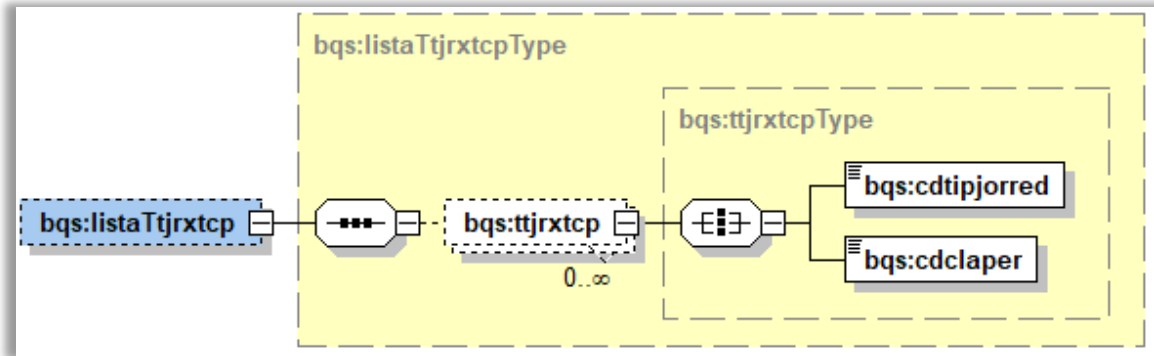 bqs:listaTtjrxtcpType
bqs:ttjrxtcpType
bqs:listaTtjrxtcp
bqs:ttjrxtcp
0..∞
bqs:cdtipjorred
bqs:cdclaper